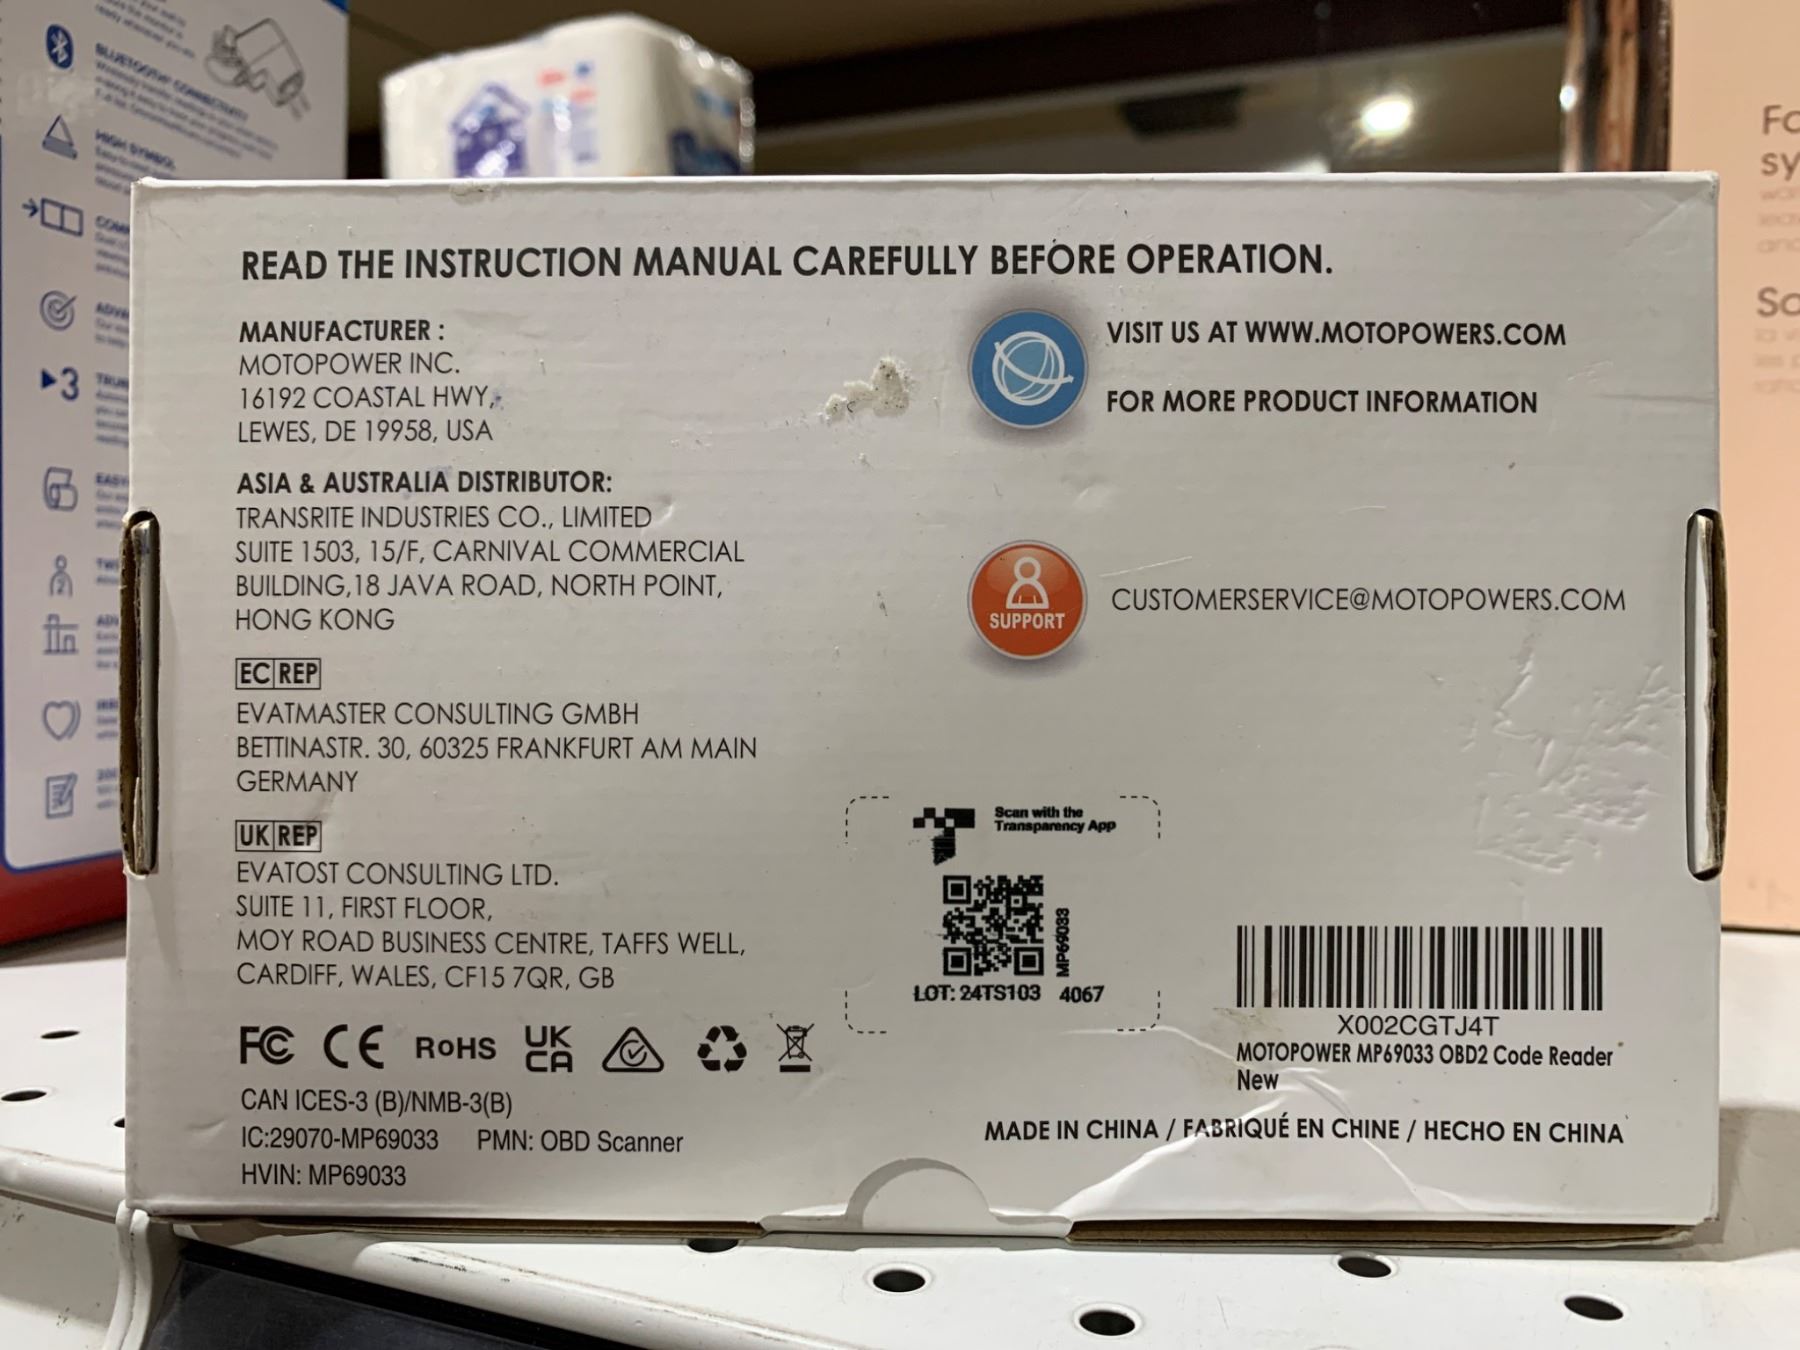 READ THE INSTRUCTION MANUAL CAREFULLY BEFORE OPERATION.
MANUFACTURER :
MOTOPOWER INC.
16192 COASTAL HWY,
LEWES, DE 19958, USA
ASIA & AUSTRALIA DISTRIBUTOR:
TRANSRITE INDUSTRIES CO., LIMITED
SUITE 1503, 15/F, CARNIVAL COMMERCIAL
BUILDING,18 JAVA ROAD, NORTH POINT,
HONG KONG
EC REP
EVATMASTER CONSULTING GMBH
BETTINASTR. 30, 60325 FRANKFURT AM MAIN
GERMANY
UK REP
EVATOST CONSULTING LTD.
SUITE 11, FIRST FLOOR,
MOY ROAD BUSINESS CENTRE, TAFFS WELL,
CARDIFF, WALES, CF15 7QR, GB
FC CE RoHS UK CA
CAN ICES-3 (B)/NMB-3(B)
IC:29070-MP69033 PMN: OBD Scanner
HVIN: MP69033
VISIT US AT WWW.MOTOPOWERS.COM
FOR MORE PRODUCT INFORMATION
SUPPORT
CUSTOMERSERVICE@MOTOPOWERS.COM
Scan with the
Transparency App
MP69033
LOT: 24TS103 4067
X002CGTJ4T
MOTOPOWER MP69033 OBD2 Code Reader
New
MADE IN CHINA / FABRIQUÉ EN CHINE / HECHO EN CHINA
BLUETOOTH CONNECTIVITY
HIGH SYMBOL
3